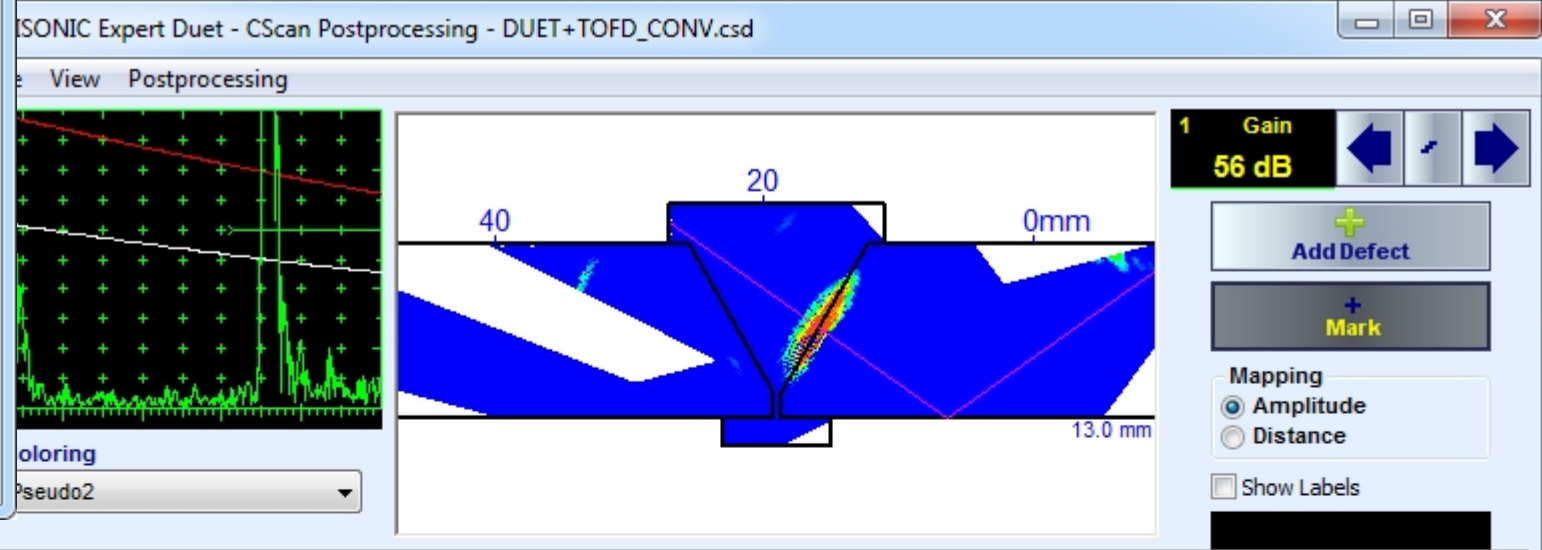 ISONIC Expert Duet - CScan Postprocessing - DUET+TOFD_CONV.csd
View Postprocessing
1 Gain
56 dB
20
40
0mm
13.0 mm
Add Defect
Mark
Mapping
Amplitude
Distance
Show Labels
oloring
Pseudo2